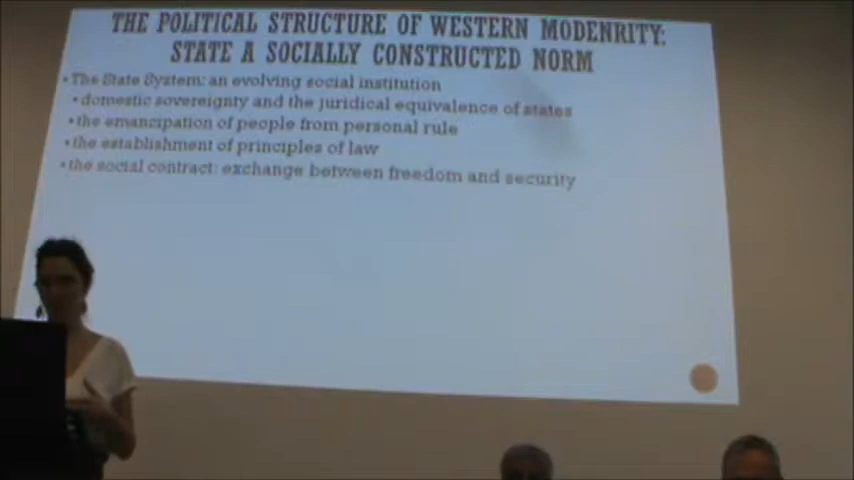 THE POLITICAL STRUCTURE OF WESTERN MODENRITY:
STATE A SOCIALLY CONSTRUCTED NORM
• The State System: an evolving social institution
• domestic sovereignty and the juridical equivalence of states
• the emancipation of people from personal rule
• the establishment of principles of law
• the social contract: exchange between freedom and security